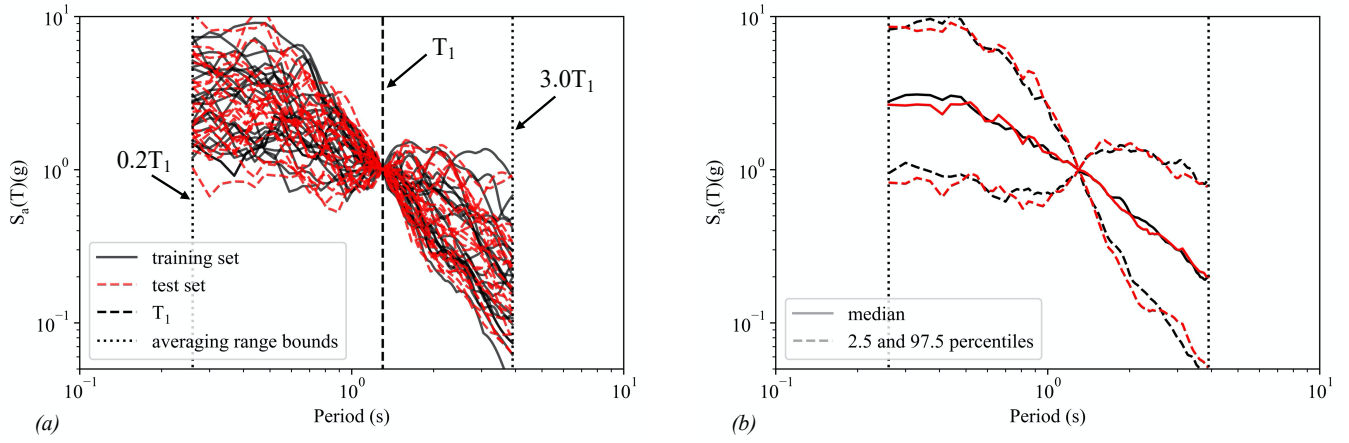 10^1
10^0
10^-1
S_a(T)(g)
T_1
3.0T_1
0.2T_1
training set
test set
T_1
averaging range bounds
10^-1
10^0
10^1
Period (s)
(a)
10^1
10^0
10^-1
S_a(T)(g)
median
2.5 and 97.5 percentiles
10^-1
10^0
10^1
Period (s)
(b)